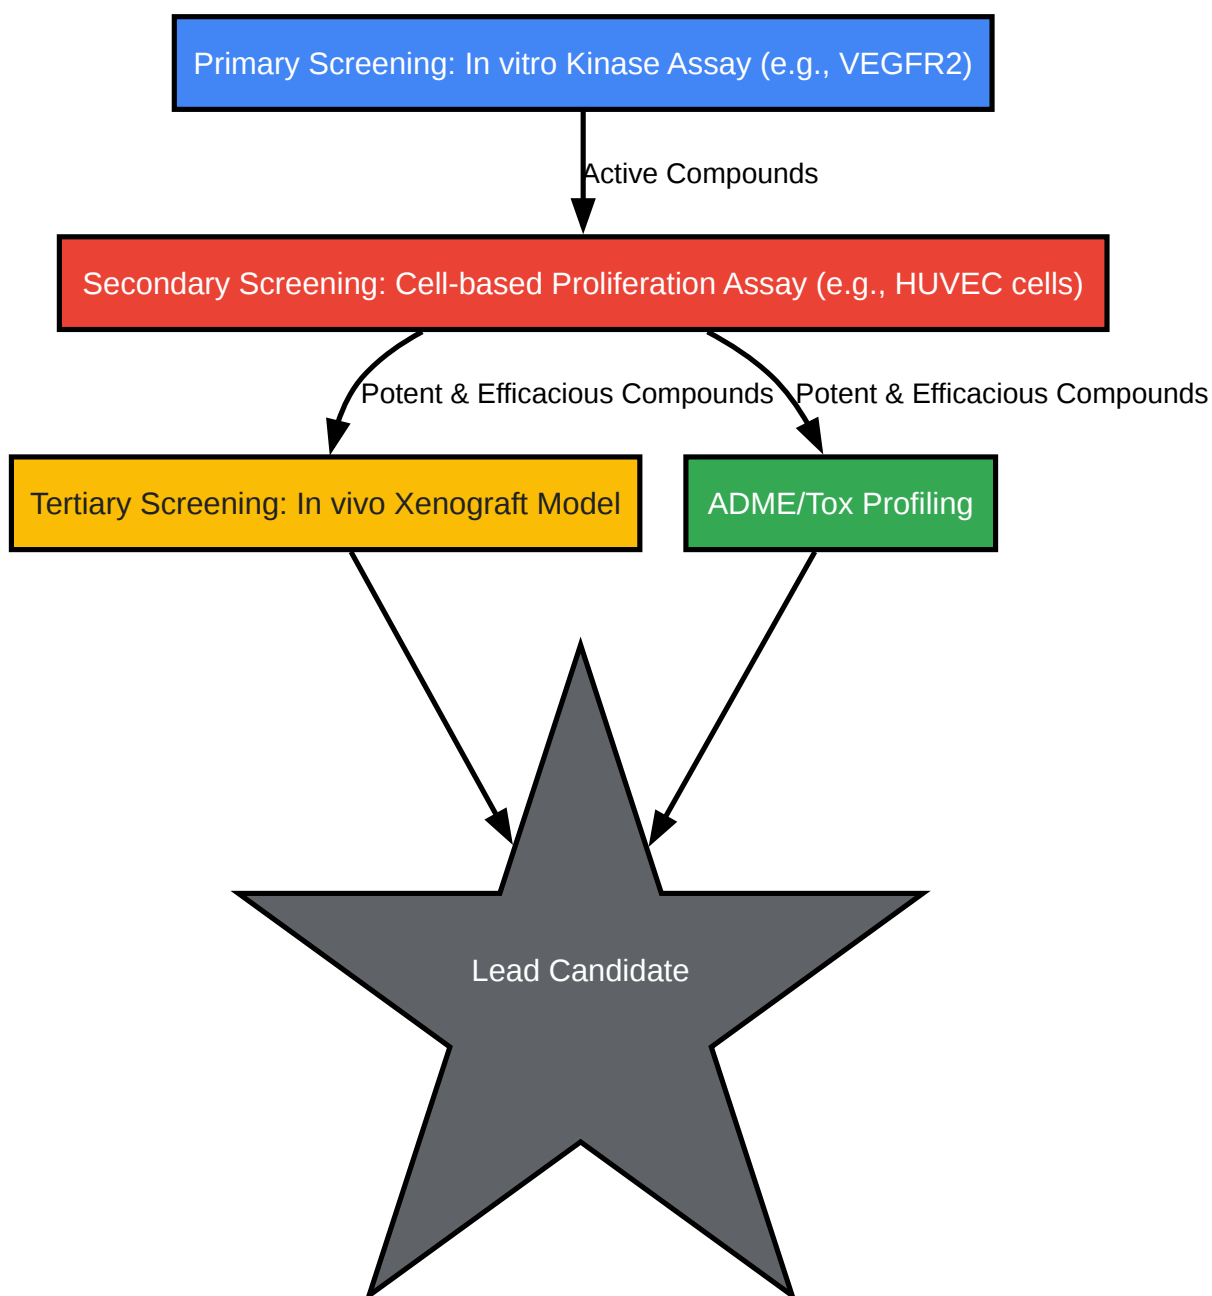 Primary Screening: In vitro Kinase Assay (e.g., VEGFR2)
Active Compounds
Secondary Screening: Cell-based Proliferation Assay (e.g., HUVEC cells)
Potent & Efficacious Compounds
Potent & Efficacious Compounds
Tertiary Screening: In vivo Xenograft Model
ADME/Tox Profiling
Lead Candidate